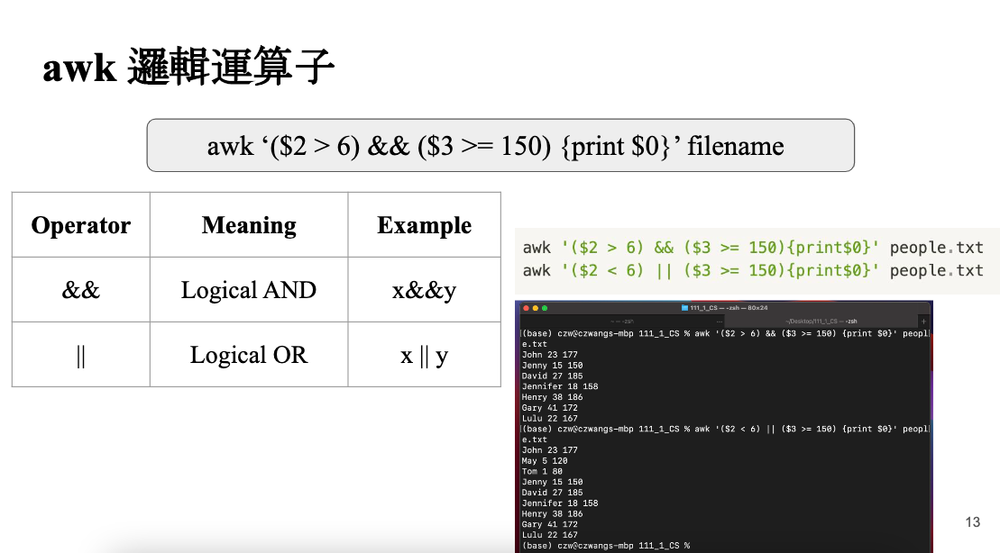 awk 邏輯運算子
awk ‘($2 > 6) && ($3 >= 150) {print $0}’ filename
Operator Meaning Example
&& Logical AND x&&y
|| Logical OR x || y
awk '($2 > 6) && ($3 >= 150){print$0}' people.txt
awk '($2 < 6) || ($3 >= 150){print$0}' people.txt
111_1_CS — -zsh — 80×24
~ — -zsh ... ~/Desktop/111_1_CS — -zsh +
[(base) czw@czwangs-mbp 111_1_CS % awk '($2 > 6) && ($3 >= 150) {print $0}' peopl
e.txt
John 23 177
Jenny 15 150
David 27 185
Jennifer 18 158
Henry 38 186
Gary 41 172
Lulu 22 167
[(base) czw@czwangs-mbp 111_1_CS % awk '($2 < 6) || ($3 >= 150) {print $0}' peopl
e.txt
John 23 177
May 5 120
Tom 1 80
Jenny 15 150
David 27 185
Jennifer 18 158
Henry 38 186
Gary 41 172
Lulu 22 167
(base) czw@czwangs-mbp 111_1_CS %
13